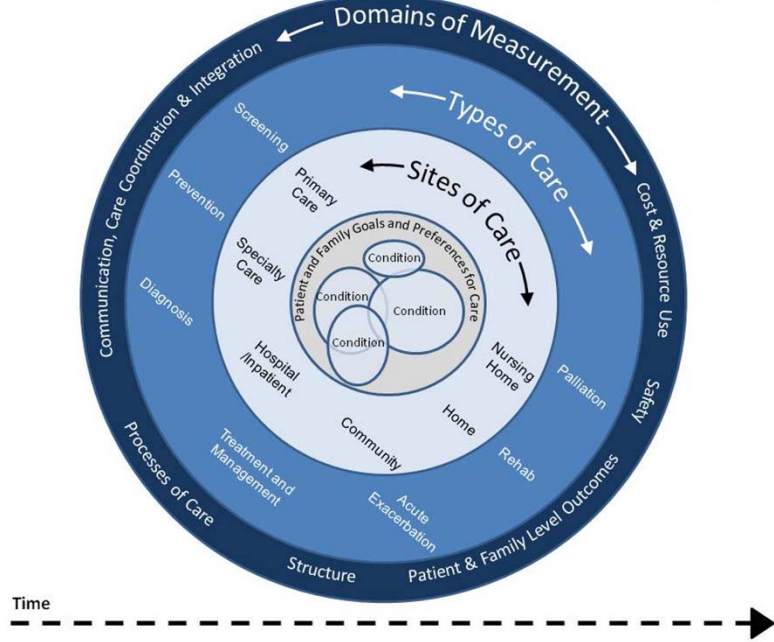 Domains of Measurement
Communication, Care Coordination & Integration
Cost & Resource Use
Safety
Patient & Family Level Outcomes
Structure
Processes of Care
Types of Care
Screening
Prevention
Diagnosis
Treatment and
Management
Acute
Exacerbation
Rehab
Palliation
Sites of Care
Primary
Care
Specialty
Care
Hospital
/Inpatient
Community
Home
Nursing
Home
Patient and Family Goals and Preferences for Care
Condition
Condition
Condition
Condition
Time